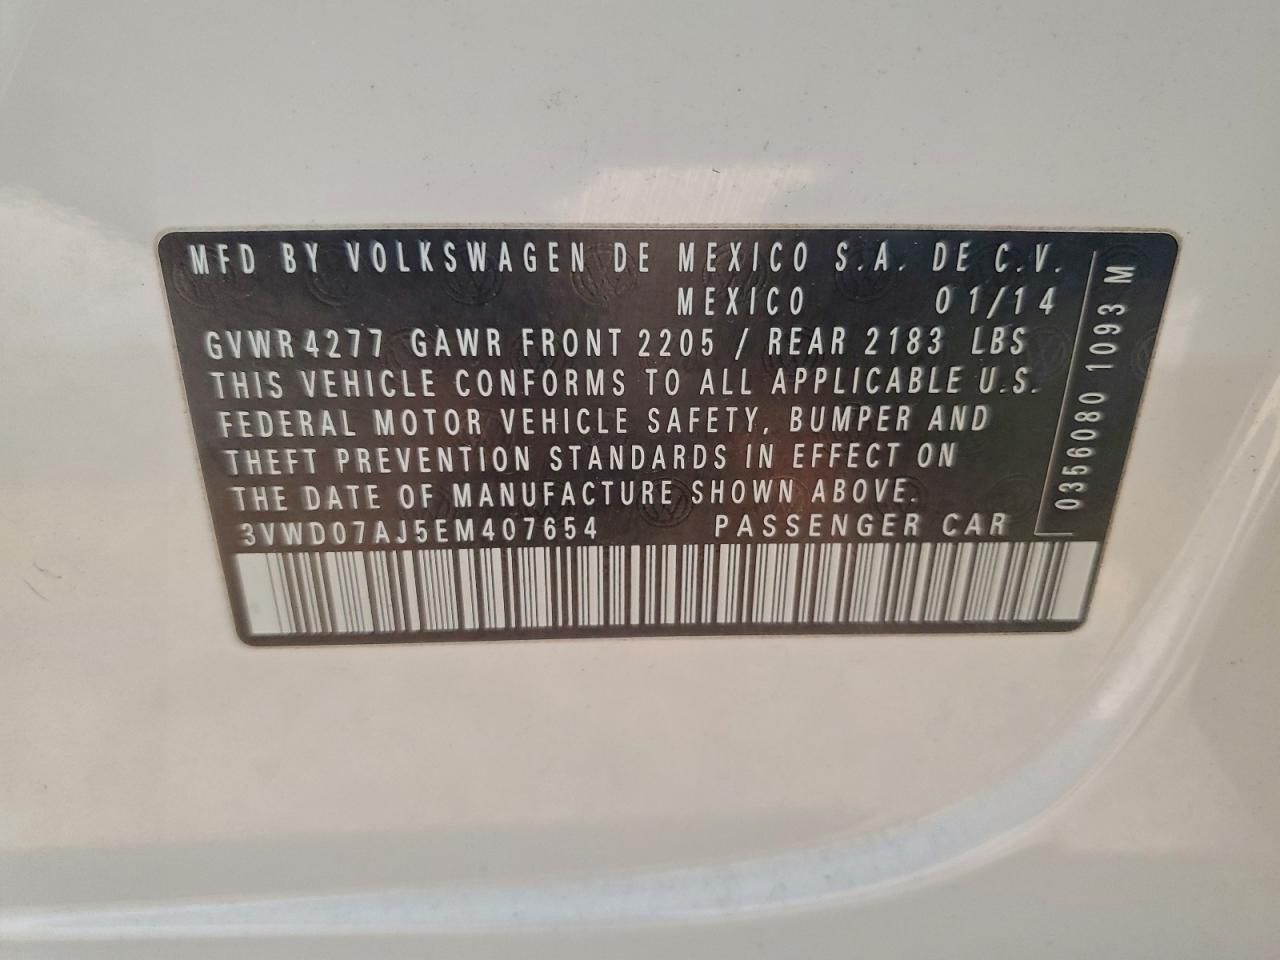 MFD BY VOLKSWAGEN DE MEXICO S.A. DE C.V.
MEXICO 01/14
GVWR 4277 GAWR FRONT 2205 / REAR 2183 LBS
THIS VEHICLE CONFORMS TO ALL APPLICABLE U.S.
FEDERAL MOTOR VEHICLE SAFETY, BUMPER AND
THEFT PREVENTION STANDARDS IN EFFECT ON
THE DATE OF MANUFACTURE SHOWN ABOVE.
3VWD07AJ5EM407654 PASSENGER CAR
0356080 1093 M